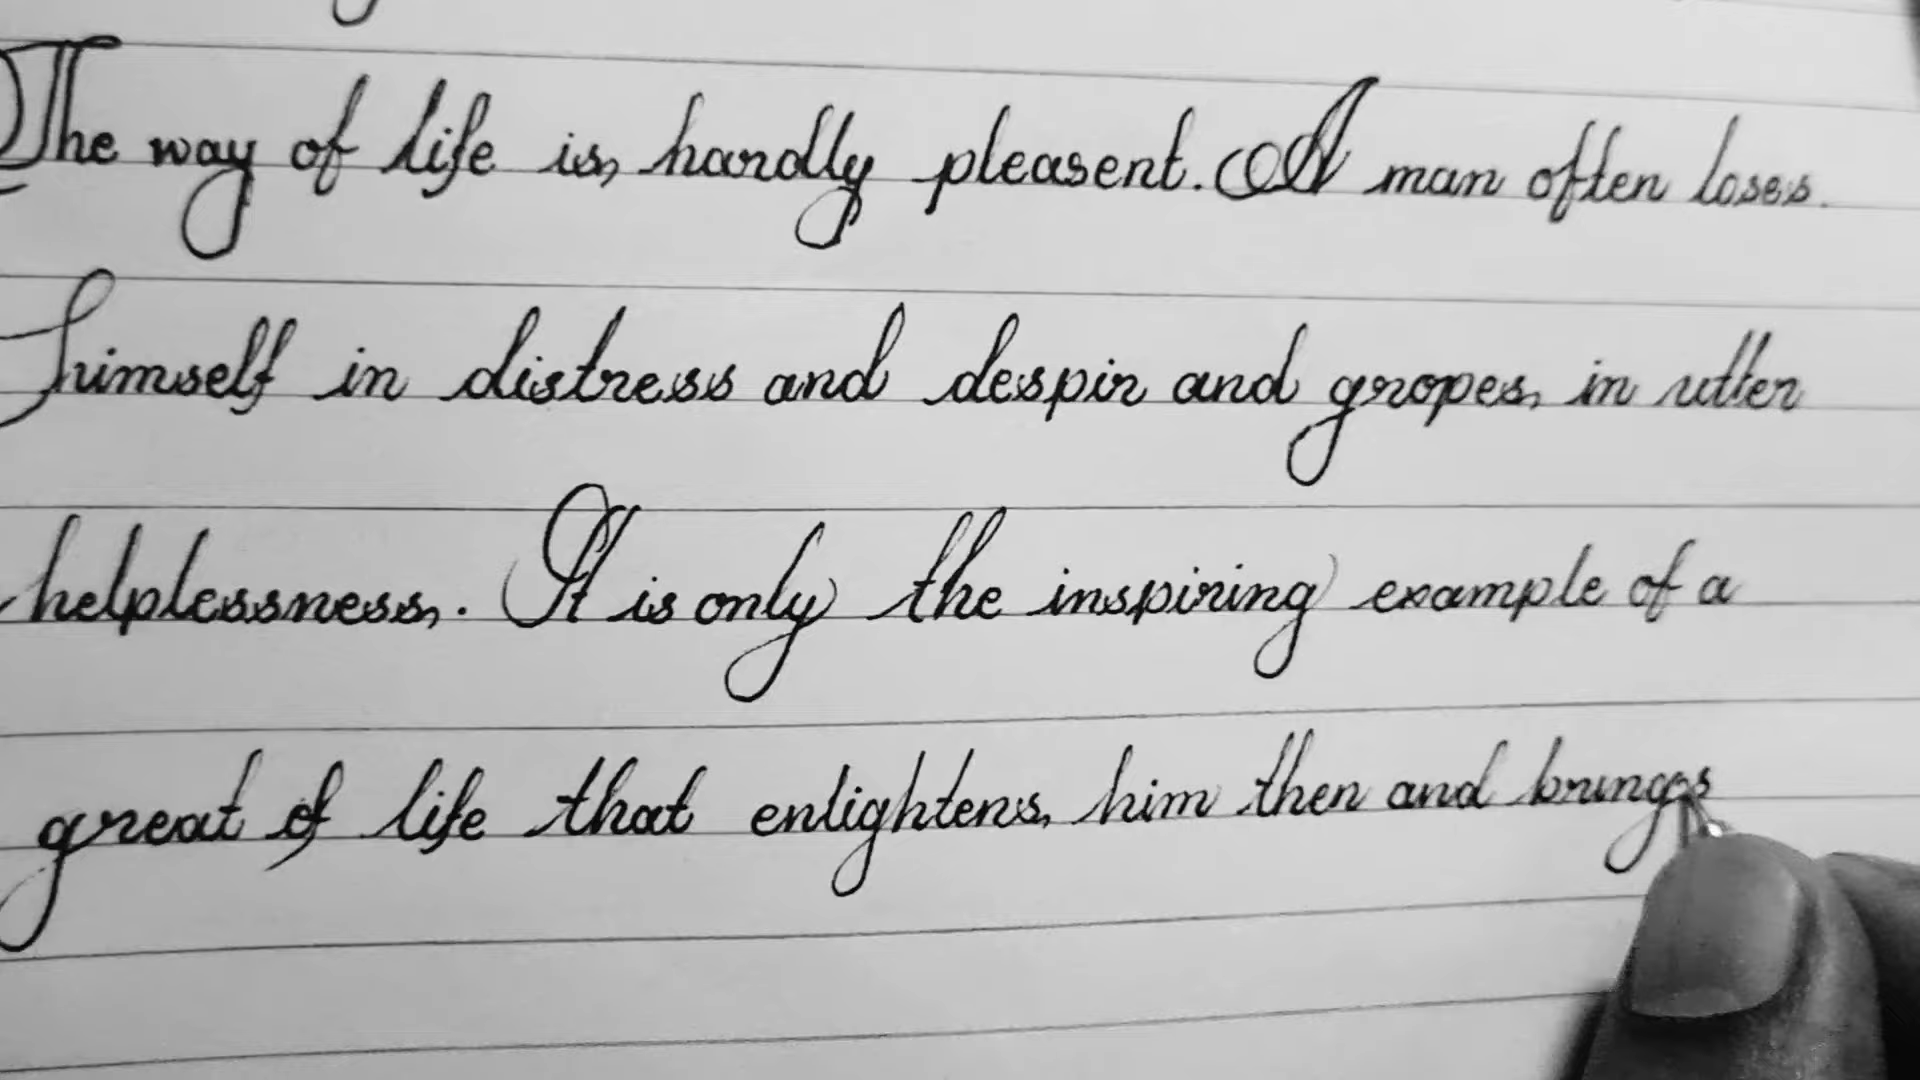 The way of life is hardly pleasent. A man often loses
himself in distress and despir and gropes in utter
helplessness. It is only the inspiring example of a
great of life that enlightens him then and brings